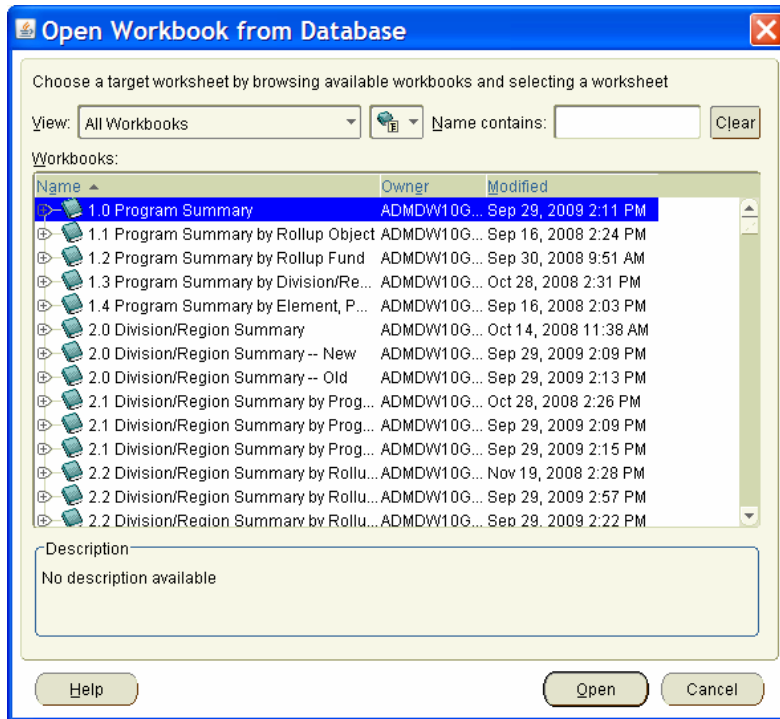 Open Workbook from Database
Choose a target worksheet by browsing available workbooks and selecting a worksheet
View: All Workbooks E Name contains: Clear
Workbooks:
Name Owner Modified
1.0 Program Summary ADMDW10G... Sep 29, 2009 2:11 PM
1.1 Program Summary by Rollup Object ADMDW10G... Sep 16, 2008 2:24 PM
1.2 Program Summary by Rollup Fund ADMDW10G... Sep 30, 2008 9:51 AM
1.3 Program Summary by Division/Re... ADMDW10G... Oct 28, 2008 2:31 PM
1.4 Program Summary by Element, P... ADMDW10G... Sep 16, 2008 2:03 PM
2.0 Division/Region Summary ADMDW10G... Oct 14, 2008 11:38 AM
2.0 Division/Region Summary -- New ADMDW10G... Sep 29, 2009 2:09 PM
2.0 Division/Region Summary -- Old ADMDW10G... Sep 29, 2009 2:13 PM
2.1 Division/Region Summary by Prog... ADMDW10G... Oct 28, 2008 2:26 PM
2.1 Division/Region Summary by Prog... ADMDW10G... Sep 29, 2009 2:09 PM
2.1 Division/Region Summary by Prog... ADMDW10G... Sep 29, 2009 2:15 PM
2.2 Division/Region Summary by Rollu... ADMDW10G... Nov 19, 2008 2:28 PM
2.2 Division/Region Summary by Rollu... ADMDW10G... Sep 29, 2009 2:57 PM
2.2 Division/Region Summary by Rollu... ADMDW10G... Sep 29, 2009 2:22 PM
Description
No description available
Help Open Cancel